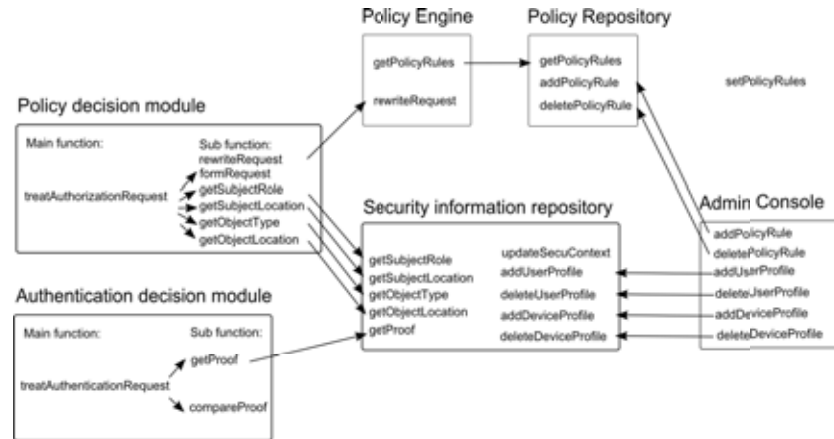 Policy Engine
getPolicyRules
rewriteRequest
Policy Repository
getPolicyRules
addPolicyRule
deletePolicyRule
setPolicyRules
Policy decision module
Main function:
Sub function:
treatAuthorizationRequest
rewriteRequest
formRequest
getSubjectRole
getSubjectLocation
getObjectType
getObjectLocation
Security information repository
getSubjectRole
getSubjectLocation
getObjectType
getObjectLocation
getProof
updateSecuContext
addUserProfile
deleteUserProfile
addDeviceProfile
deleteDeviceProfile
Admin Console
addPolicyRule
deletePolicyRule
addUserProfile
deleteUserProfile
addDeviceProfile
deleteDeviceProfile
Authentication decision module
Main function:
Sub function:
treatAuthenticationRequest
getProof
compareProof